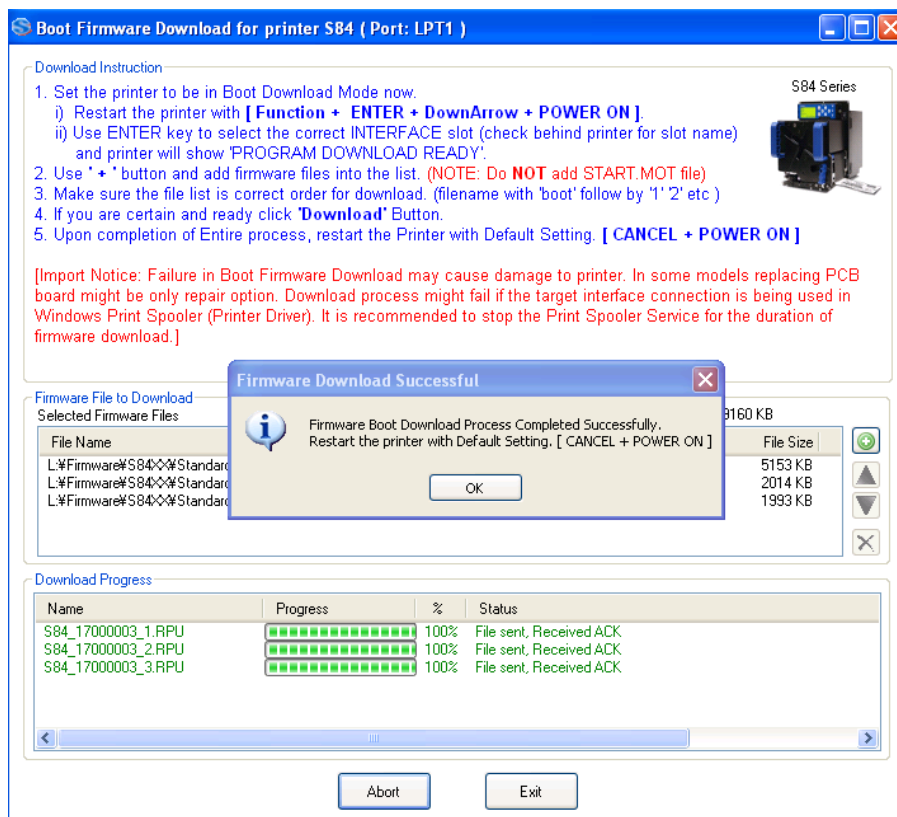 Boot Firmware Download for printer S84 ( Port: LPT1 )
Download Instruction
1. Set the printer to be in Boot Download Mode now.
i) Restart the printer with [ Function + ENTER + DownArrow + POWER ON ].
ii) Use ENTER key to select the correct INTERFACE slot (check behind printer for slot name)
and printer will show 'PROGRAM DOWNLOAD READY'.
2. Use ' + ' button and add firmware files into the list. (NOTE: Do NOT add START.MOT file)
3. Make sure the file list is correct order for download. (filename with 'boot' follow by '1' '2' etc )
4. If you are certain and ready click 'Download' Button.
5. Upon completion of Entire process, restart the Printer with Default Setting. [ CANCEL + POWER ON ]
S84 Series
[Import Notice: Failure in Boot Firmware Download may cause damage to printer. In some models replacing PCB
board might be only repair option. Download process might fail if the target interface connection is being used in
Windows Print Spooler (Printer Driver). It is recommended to stop the Print Spooler Service for the duration of
firmware download.]
Firmware Download Successful
Firmware Boot Download Process Completed Successfully.
Restart the printer with Default Setting. [ CANCEL + POWER ON ]
OK
Firmware File to Download
Selected Firmware Files
9160 KB
File Name File Size
L:¥Firmware¥S84XX¥Standard 5153 KB
L:¥Firmware¥S84XX¥Standard 2014 KB
L:¥Firmware¥S84XX¥Standard 1993 KB
Download Progress
Name Progress % Status
S84_17000003_1.RPU 100% File sent, Received ACK
S84_17000003_2.RPU 100% File sent, Received ACK
S84_17000003_3.RPU 100% File sent, Received ACK
Abort Exit